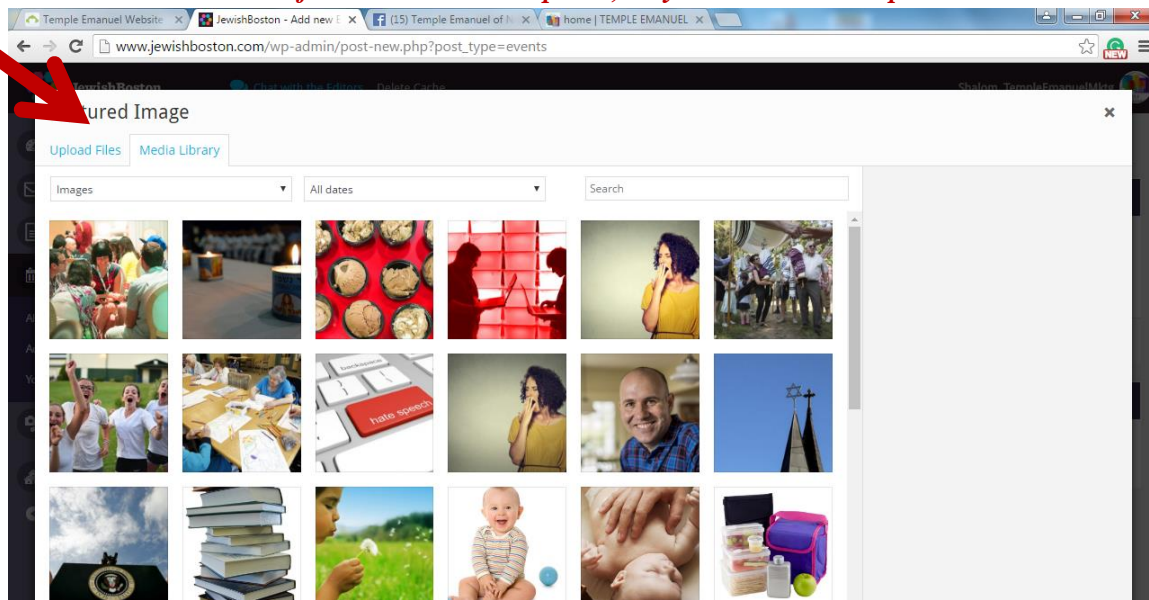 Temple Emanuel Website
JewishBoston - Add new E
(15) Temple Emanuel of N
home | TEMPLE EMANUEL
www.jewishboston.com/wp-admin/post-new.php?post_type=events
NEW
JewishBoston
Chat with the Editors
Delete Cache
Shalom, TempleEmanuelMktg
tured Image
Upload Files
Media Library
Images
All dates
Search
backspace
hate speech